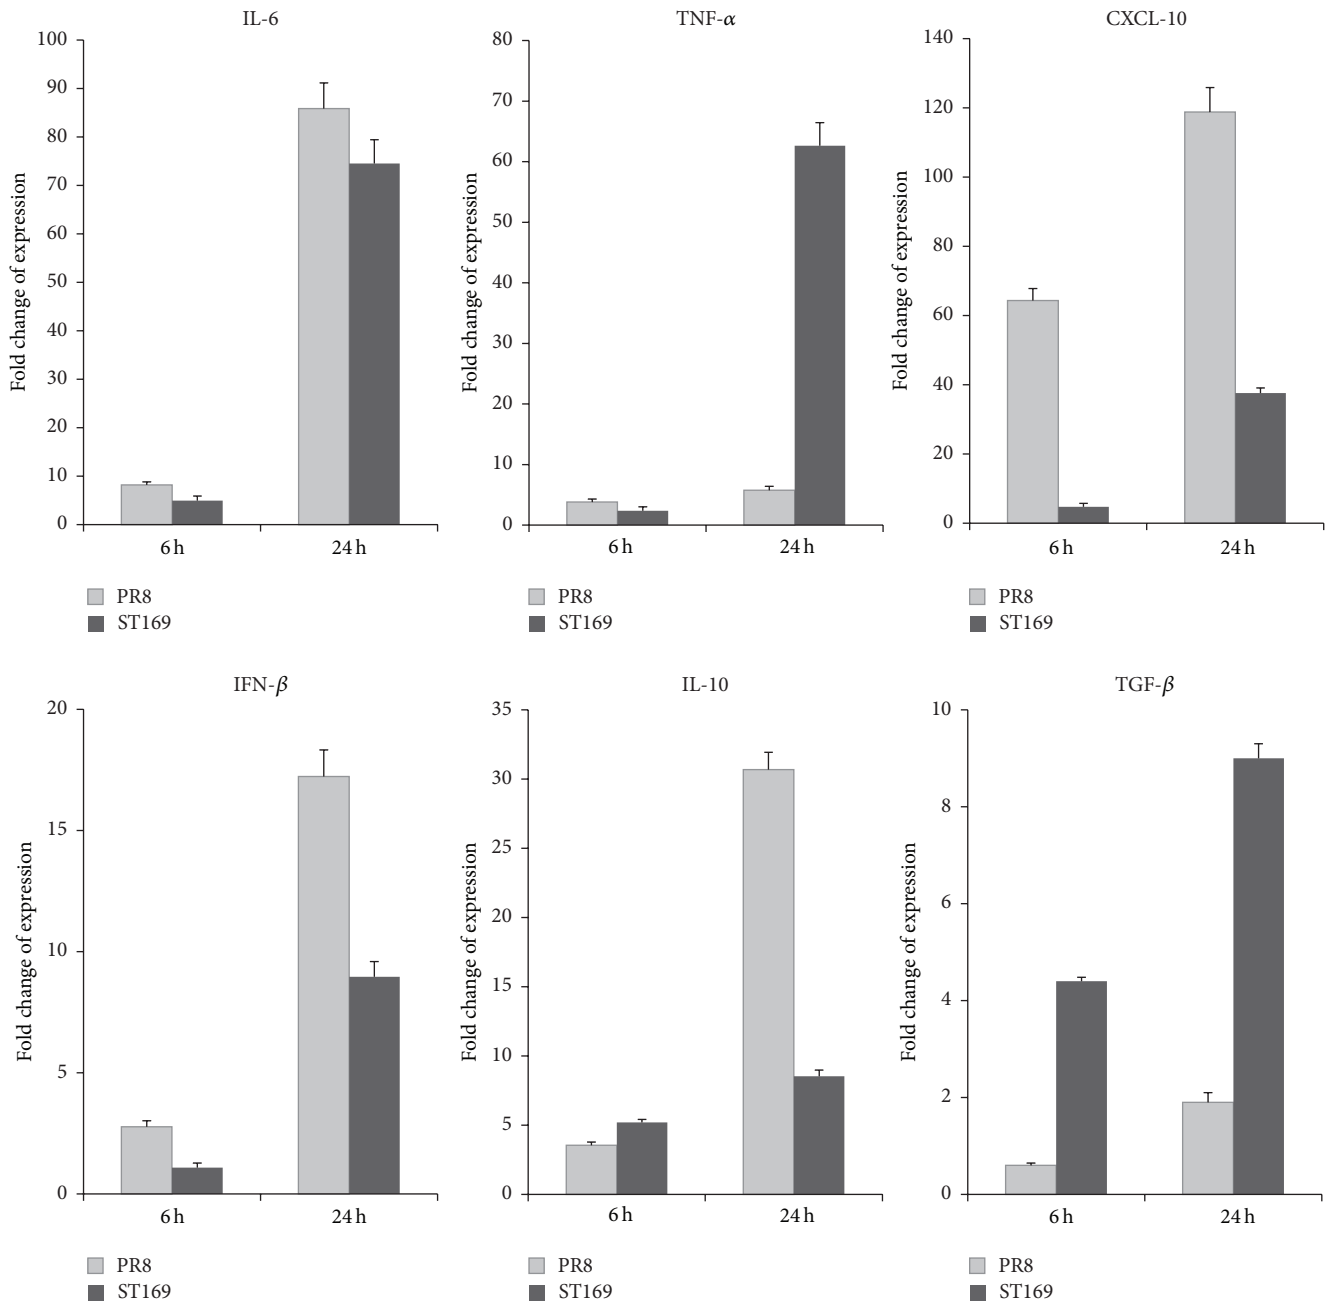 IL-6
100
90
80
70
60
50
40
30
20
10
0
Fold change of expression
6 h
24 h
PR8
ST169
TNF-α
80
70
60
50
40
30
20
10
0
Fold change of expression
6 h
24 h
PR8
ST169
CXCL-10
140
120
100
80
60
40
20
0
Fold change of expression
6 h
24 h
PR8
ST169
IFN-β
20
15
10
5
0
Fold change of expression
6 h
24 h
PR8
ST169
IL-10
35
30
25
20
15
10
5
0
Fold change of expression
6 h
24 h
PR8
ST169
TGF-β
10
8
6
4
2
0
Fold change of expression
6 h
24 h
PR8
ST169